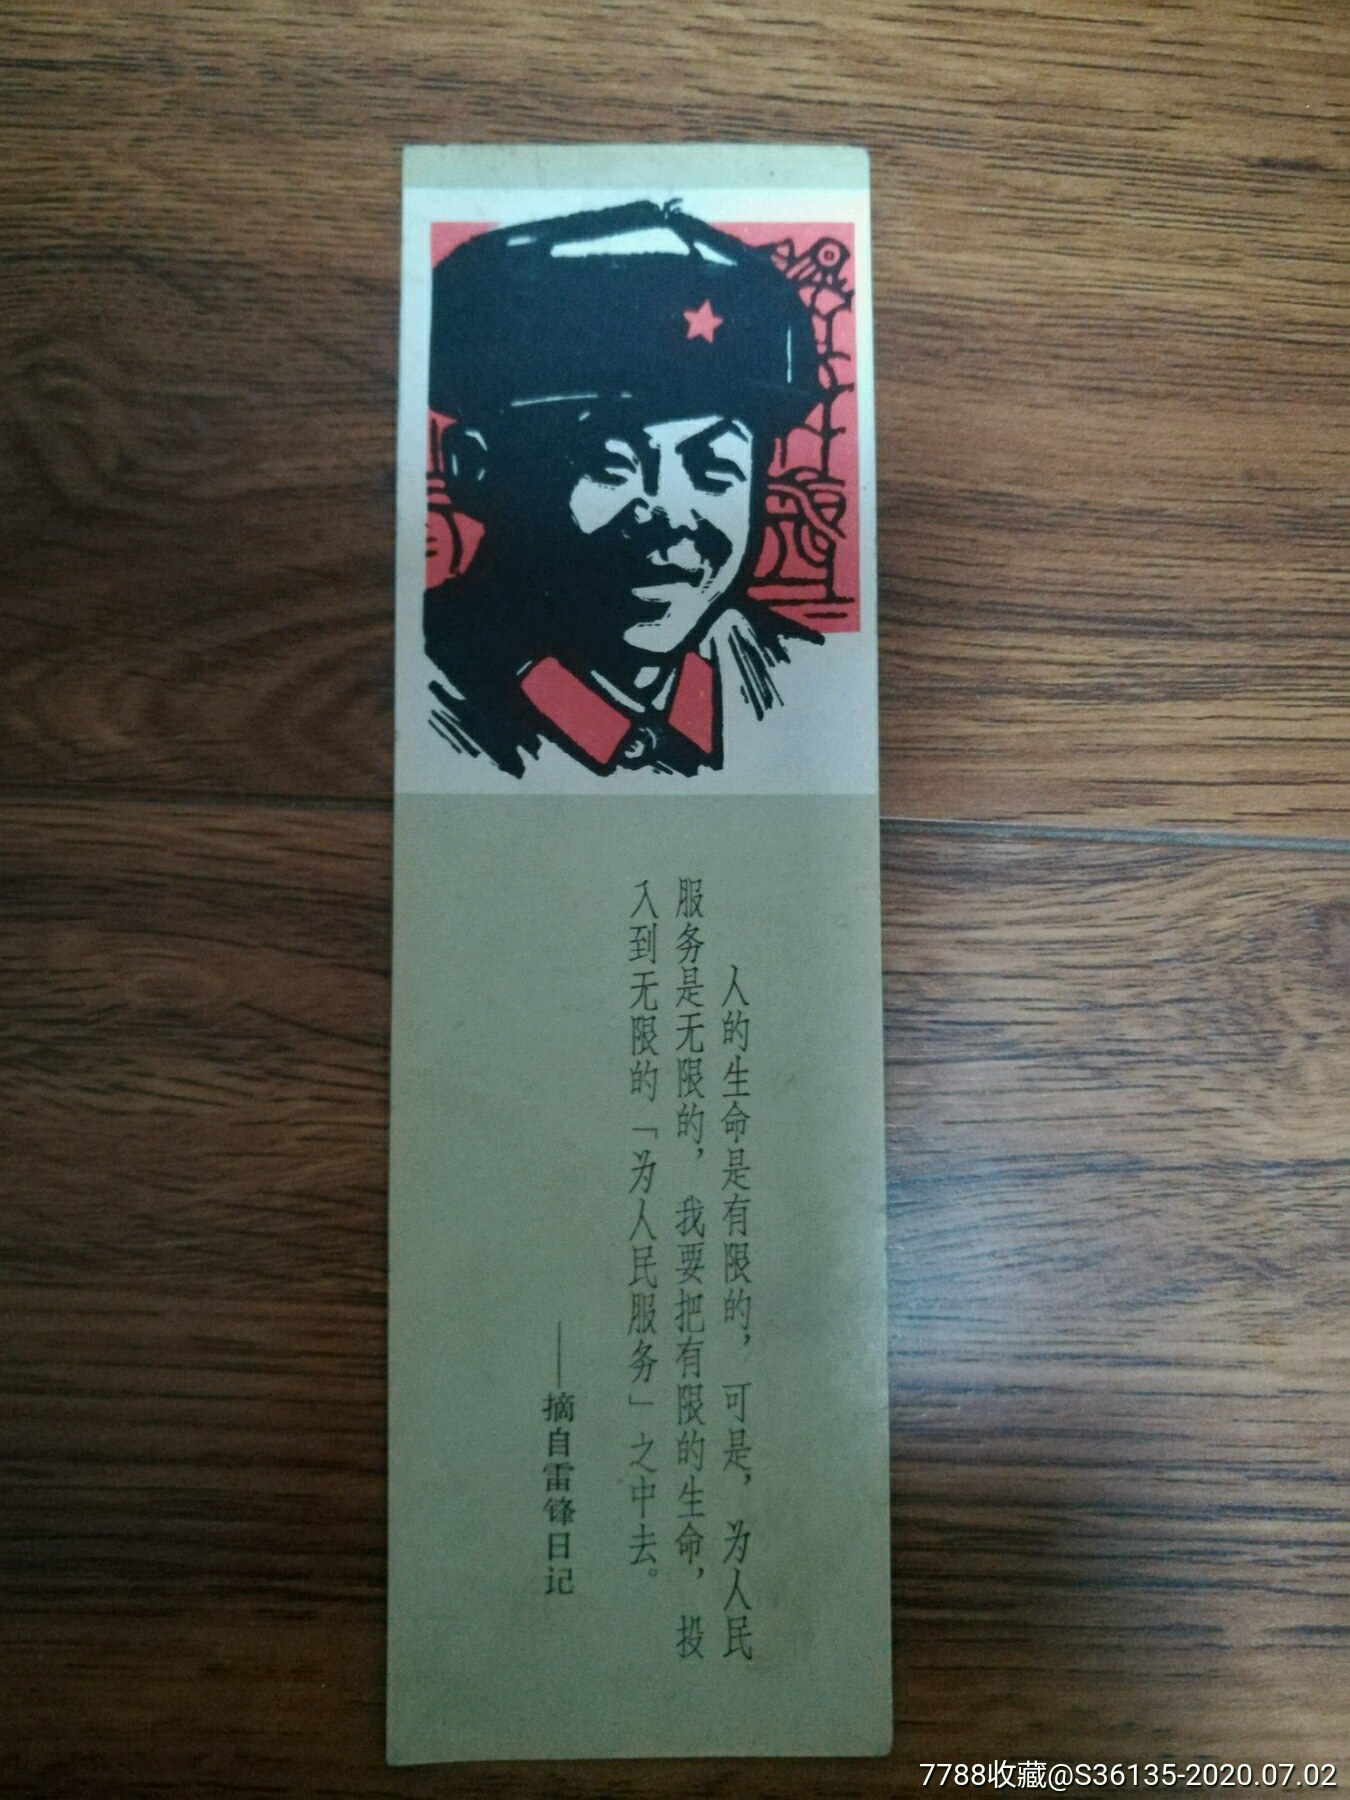 人的生命是有限的，可是，为人民
服务是无限的，我要把有限的生命，投
入到无限的「为人民服务」之中去。
——摘自雷锋日记
7788收藏@S36135-2020.07.02